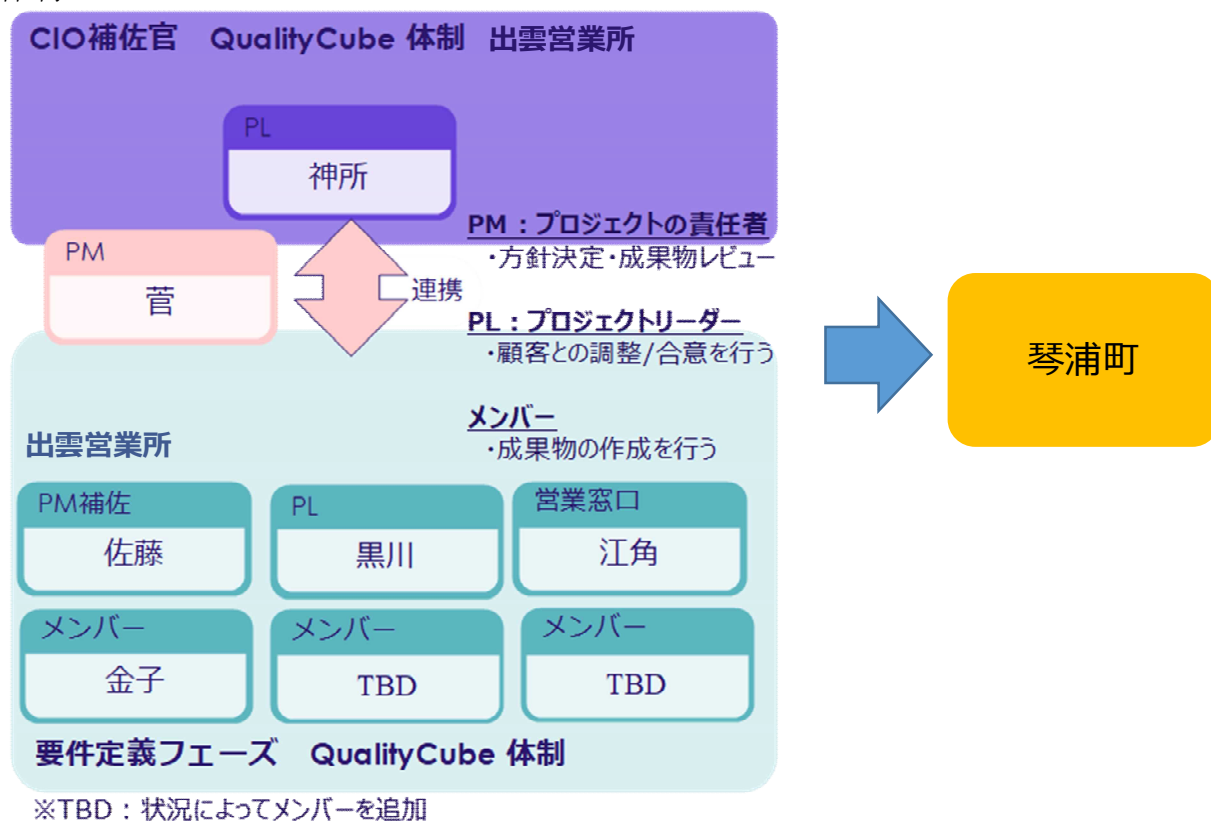 CIO補佐官 QualityCube 体制 出雲営業所
PL
神所
PM
菅
連携
PM：プロジェクトの責任者
・方針決定・成果物レビュー
PL：プロジェクトリーダー
・顧客との調整/合意を行う
メンバー
・成果物の作成を行う
琴浦町
出雲営業所
PM補佐
佐藤
PL
黒川
営業窓口
江角
メンバー
金子
メンバー
TBD
メンバー
TBD
要件定義フェーズ QualityCube 体制
※TBD：状況によってメンバーを追加